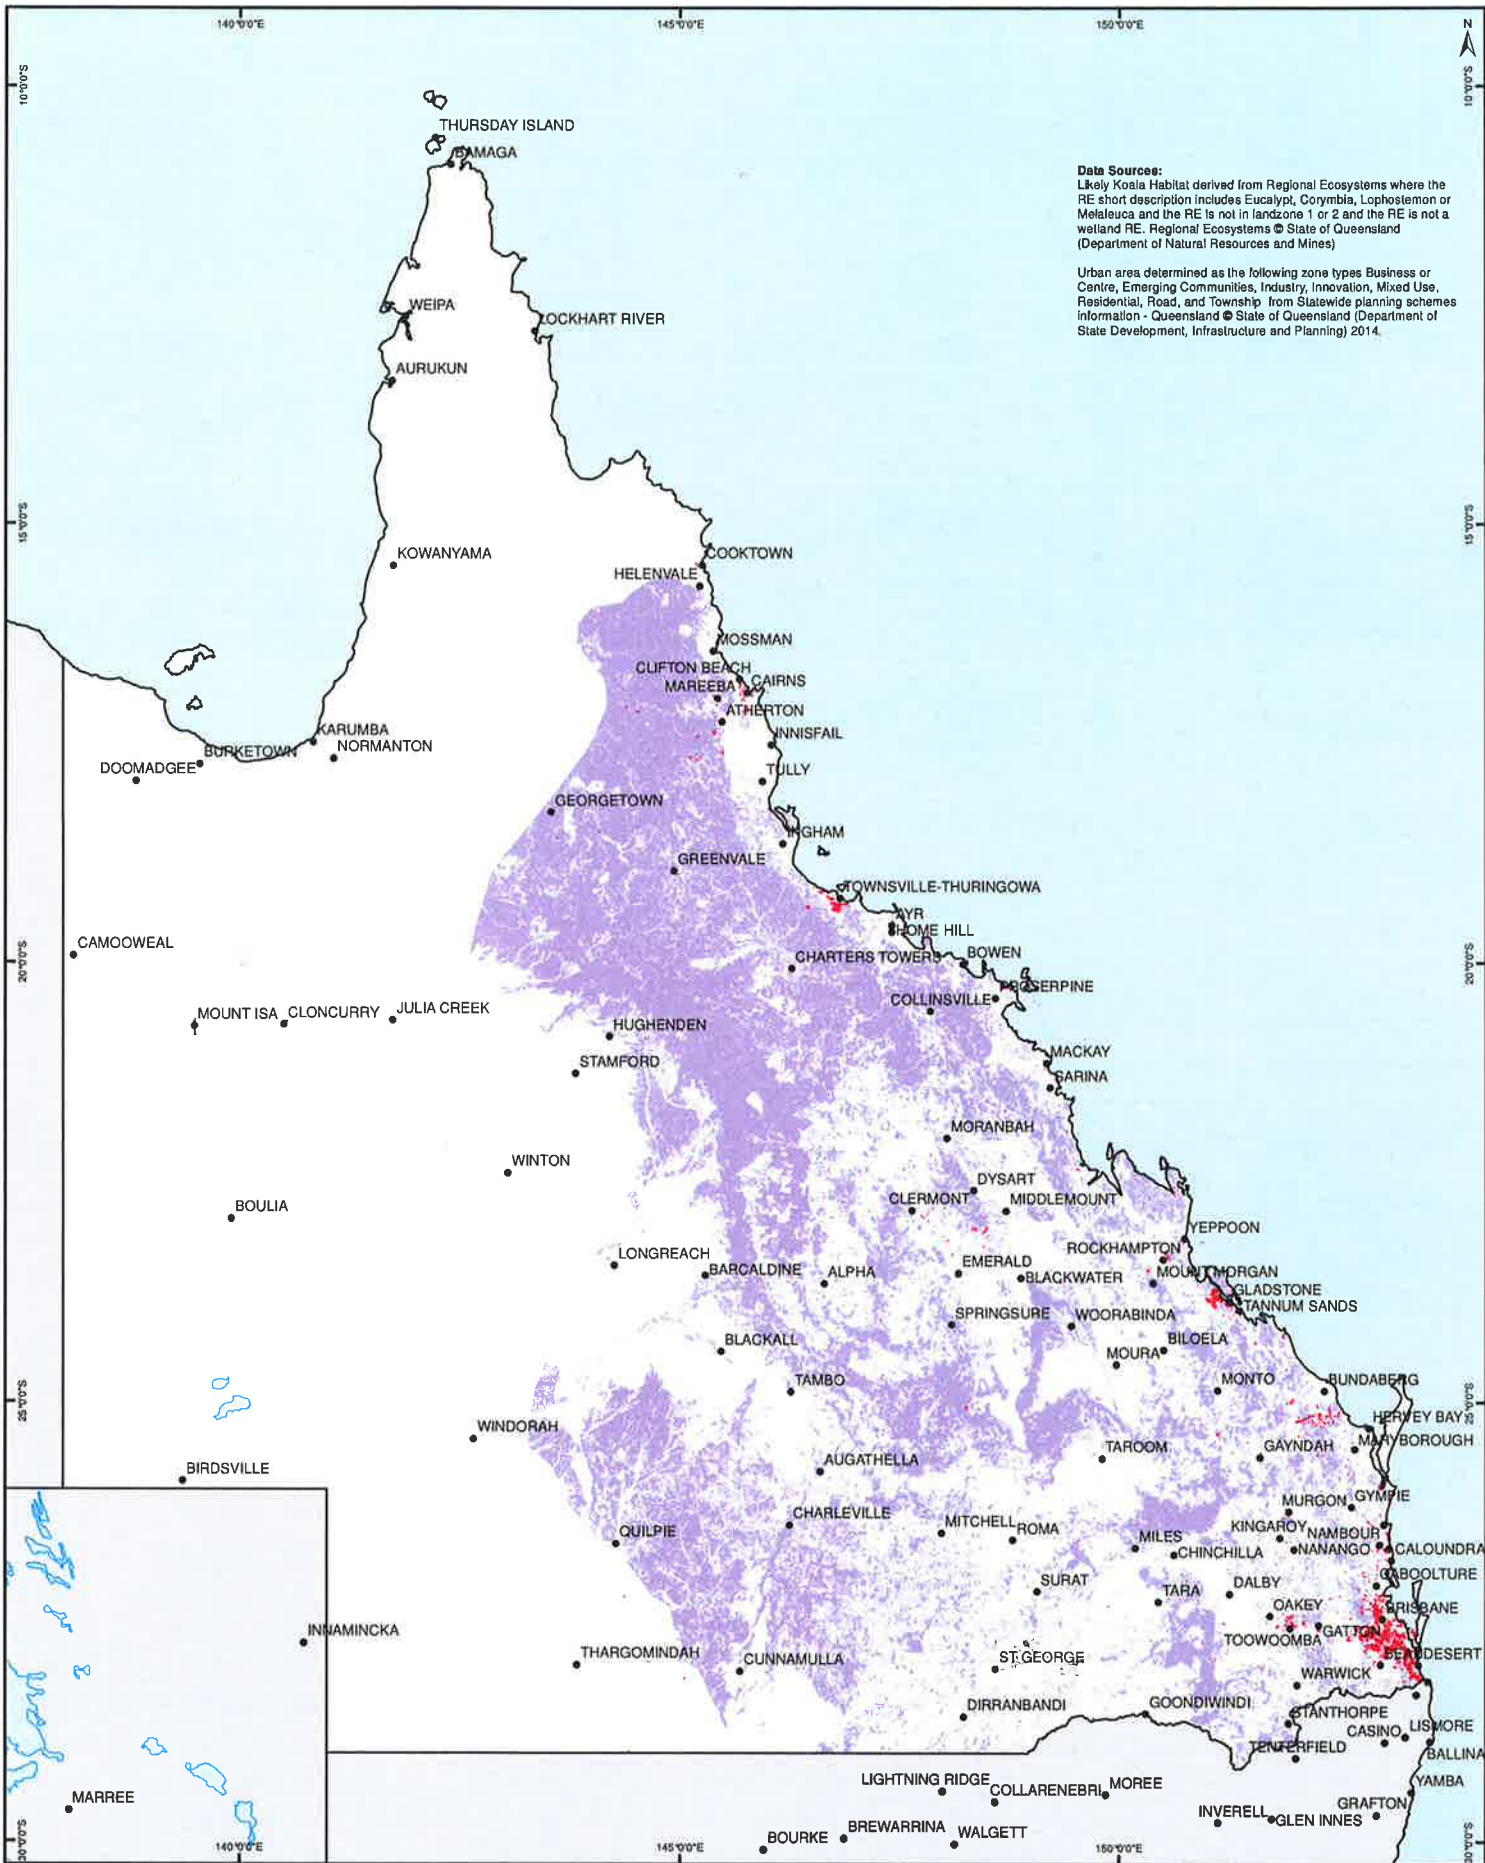 140°0'0"E
145°0'0"E
150°0'0"E
N
10°0'0"S
10°0'0"S
THURSDAY ISLAND
BAMAGA
Data Sources:
Likely Koala Habitat derived from Regional Ecosystems where the
RE short description includes Eucalypt, Corymbia, Lophostemon or
Melaleuca and the RE is not in landzone 1 or 2 and the RE is not a
wetland RE. Regional Ecosystems © State of Queensland
(Department of Natural Resources and Mines)
Urban area determined as the following zone types Business or
Centre, Emerging Communities, Industry, Innovation, Mixed Use,
Residential, Road, and Township from Statewide planning schemes
information - Queensland © State of Queensland (Department of
State Development, Infrastructure and Planning) 2014.
WEIPA
LOCKHART RIVER
AURUKUN
15°0'0"S
15°0'0"S
KOWANYAMA
COOKTOWN
HELENVALE
MOSSMAN
CLIFTON BEACH
CAIRNS
MAREEBA
ATHERTON
KARUMBA
INNISFAIL
BURKETOWN
NORMANTON
DOOMADGEE
TULLY
GEORGETOWN
INGHAM
GREENVALE
TOWNSVILLE-THURINGOWA
AYR
HOME HILL
CAMOOWEAL
BOWEN
CHARTERS TOWERS
20°0'0"S
20°0'0"S
PROSERPINE
COLLINSVILLE
MOUNT ISA
CLONCURRY
JULIA CREEK
HUGHENDEN
MACKAY
STAMFORD
SARINA
MORANBAH
WINTON
DYSART
CLERMONT
MIDDLEMOUNT
BOULIA
YEPPOON
ROCKHAMPTON
LONGREACH
BARCALDINE
ALPHA
EMERALD
BLACKWATER
MOUNT MORGAN
GLADSTONE
TANNUM SANDS
SPRINGSURE
WOORABINDA
BLACKALL
BILOELA
MOURA
TAMBO
MONTO
BUNDABERG
25°0'0"S
25°0'0"S
HERVEY BAY
WINDORAH
TAROOM
GAYNDAH
MARYBOROUGH
AUGATHELLA
BIRDSVILLE
MURGON
GYMPIE
CHARLEVILLE
MITCHELL
ROMA
QUILPIE
KINGAROY
NAMBOUR
MILES
NANANGO
CALOUNDRA
CHINCHILLA
CABOOLTURE
SURAT
TARA
DALBY
OAKEY
BRISBANE
INNAMINCKA
GATTON
TOOWOOMBA
THARGOMINDAH
CUNNAMULLA
ST GEORGE
BEAUDESERT
WARWICK
DIRRANBANDI
GOONDIWINDI
STANTHORPE
LISMORE
CASINO
TENTERFIELD
BALLINA
LIGHTNING RIDGE
COLLARENEBRI
MOREE
YAMBA
MARREE
GRAFTON
INVERELL
GLEN INNES
BOURKE
BREWARRINA
WALGETT
30°0'0"S
30°0'0"S
140°0'0"E
145°0'0"E
150°0'0"E